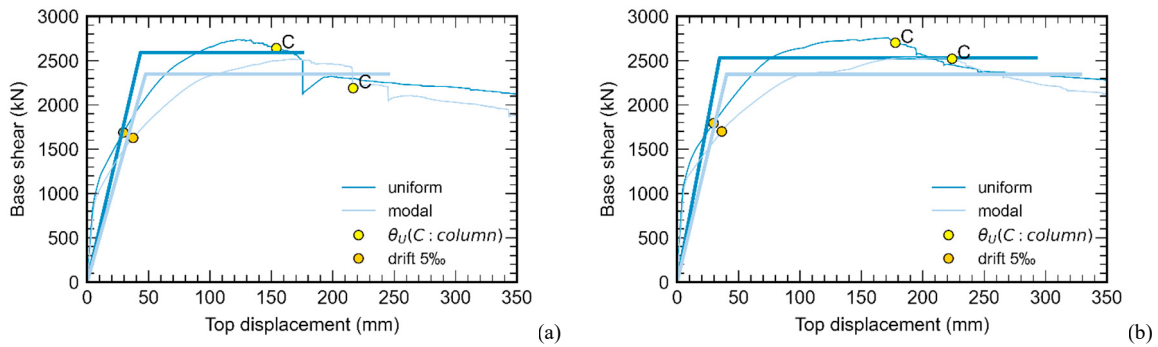 3000
2500
2000
1500
1000
500
0
Base shear (kN)
C
C
uniform
modal
θU(C : column)
drift 5‰
0 50 100 150 200 250 300 350
Top displacement (mm)
(a)
3000
2500
2000
1500
1000
500
0
Base shear (kN)
C
C
uniform
modal
θU(C : column)
drift 5‰
0 50 100 150 200 250 300 350
Top displacement (mm)
(b)